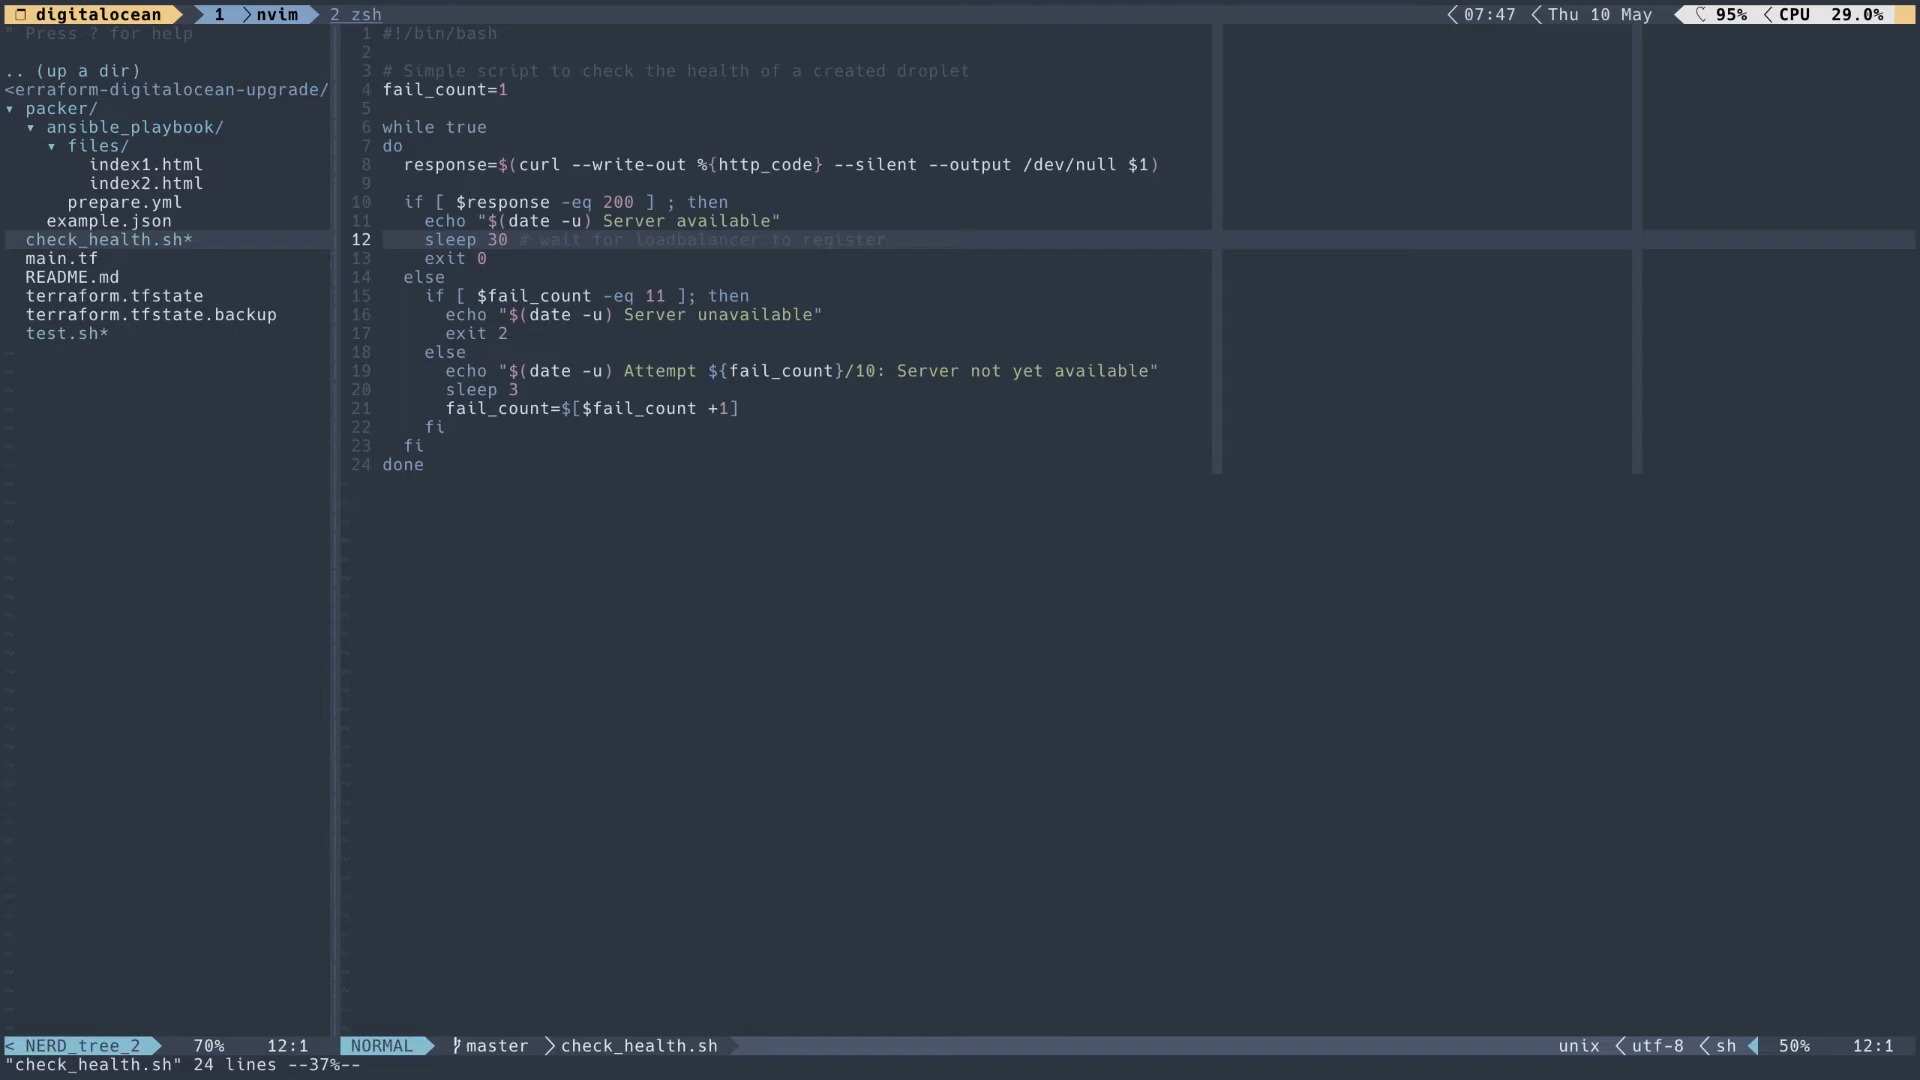 ❐ digitalocean 1 nvim 2 zsh 07:47 Thu 10 May 95% CPU 29.0%
" Press ? for help
.. (up a dir)
<erraform-digitalocean-upgrade/
▾ packer/
▾ ansible_playbook/
▾ files/
index1.html
index2.html
prepare.yml
example.json
check_health.sh*
main.tf
README.md
terraform.tfstate
terraform.tfstate.backup
test.sh*
1 #!/bin/bash
2
3 # Simple script to check the health of a created droplet
4 fail_count=1
5
6 while true
7 do
8   response=$(curl --write-out %{http_code} --silent --output /dev/null $1)
9
10   if [ $response -eq 200 ] ; then
11     echo "$(date -u) Server available"
12     sleep 30 # wait for loadbalancer to register
13     exit 0
14   else
15     if [ $fail_count -eq 11 ]; then
16       echo "$(date -u) Server unavailable"
17       exit 2
18     else
19       echo "$(date -u) Attempt ${fail_count}/10: Server not yet available"
20       sleep 3
21       fail_count=$[$fail_count +1]
22     fi
23   fi
24 done
< NERD_tree_2 70% 12:1 NORMAL master check_health.sh unix utf-8 sh 50% 12:1
"check_health.sh" 24 lines --37%--